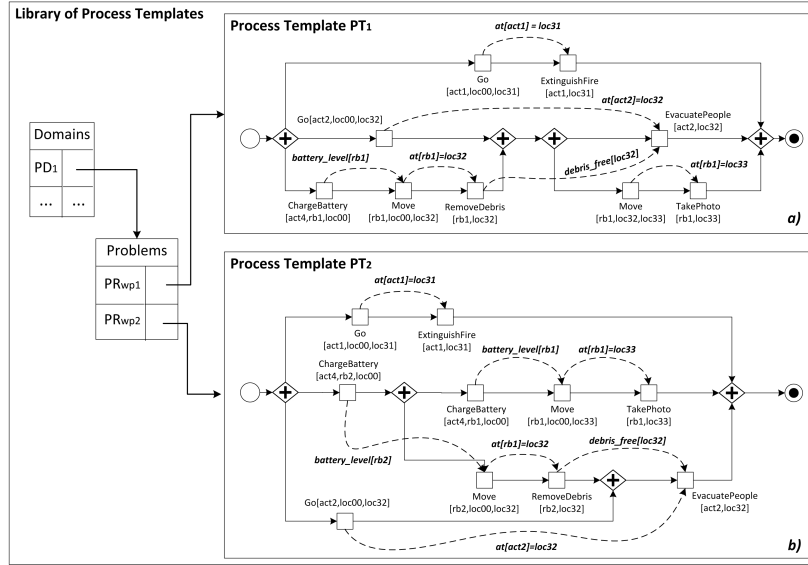 Library of Process Templates
Domains
PD1
... ...
Problems
PRwp1
PRwp2
Process Template PT1
at[act1] = loc31
Go
[act1,loc00,loc31]
ExtinguishFire
[act1,loc31]
at[act2]=loc32
Go[act2,loc00,loc32]
EvacuatePeople
[act2,loc32]
battery_level[rb1]
at[rb1]=loc32
debris_free[loc32]
at[rb1]=loc33
ChargeBattery
[act4,rb1,loc00]
Move
[rb1,loc00,loc32]
RemoveDebris
[rb1,loc32]
Move
[rb1,loc32,loc33]
TakePhoto
[rb1,loc33]
a)
Process Template PT2
at[act1]=loc31
Go
[act1,loc00,loc31]
ExtinguishFire
[act1,loc31]
ChargeBattery
[act4,rb2,loc00]
battery_level[rb1]
at[rb1]=loc33
ChargeBattery
[act4,rb1,loc00]
Move
[rb1,loc00,loc33]
TakePhoto
[rb1,loc33]
battery_level[rb2]
at[rb1]=loc32
debris_free[loc32]
Move
[rb2,loc00,loc32]
RemoveDebris
[rb2,loc32]
EvacuatePeople
[act2,loc32]
Go[act2,loc00,loc32]
at[act2]=loc32
b)